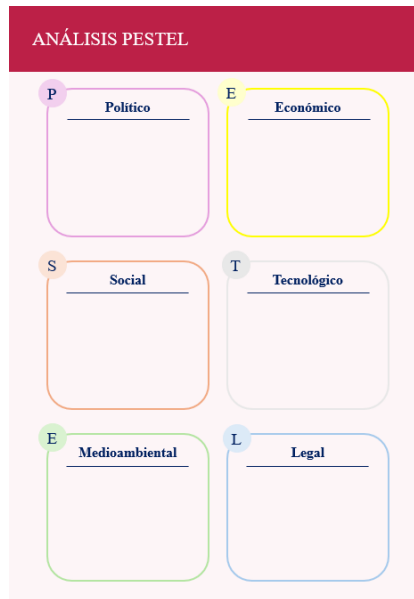 ANÁLISIS PESTEL
P
Político
E
Económico
S
Social
T
Tecnológico
E
Medioambiental
L
Legal